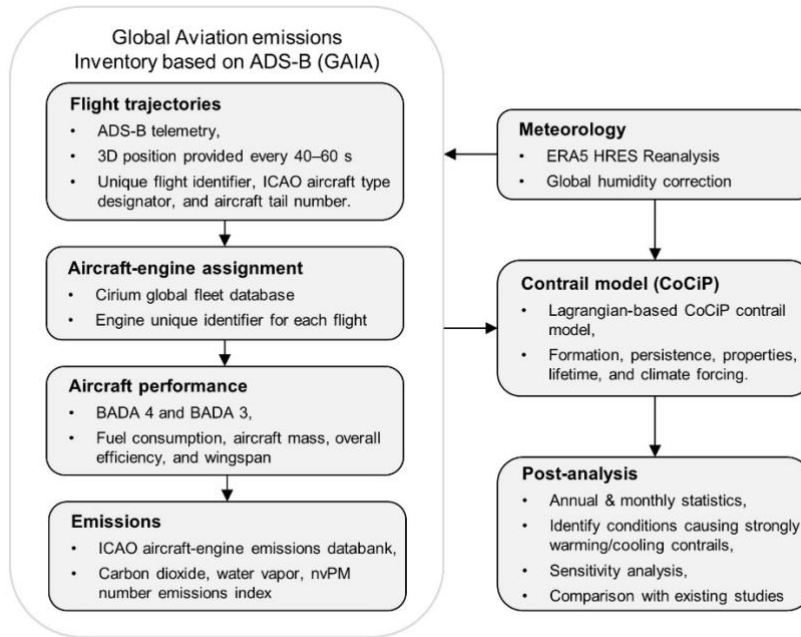 Global Aviation emissions
Inventory based on ADS-B (GAIA)
Flight trajectories
• ADS-B telemetry,
• 3D position provided every 40–60 s
• Unique flight identifier, ICAO aircraft type
designator, and aircraft tail number.
Aircraft-engine assignment
• Cirium global fleet database
• Engine unique identifier for each flight
Aircraft performance
• BADA 4 and BADA 3,
• Fuel consumption, aircraft mass, overall
efficiency, and wingspan
Emissions
• ICAO aircraft-engine emissions databank,
• Carbon dioxide, water vapor, nvPM
number emissions index
Meteorology
• ERA5 HRES Reanalysis
• Global humidity correction
Contrail model (CoCiP)
• Lagrangian-based CoCiP contrail
model,
• Formation, persistence, properties,
lifetime, and climate forcing.
Post-analysis
• Annual & monthly statistics,
• Identify conditions causing strongly
warming/cooling contrails,
• Sensitivity analysis,
• Comparison with existing studies